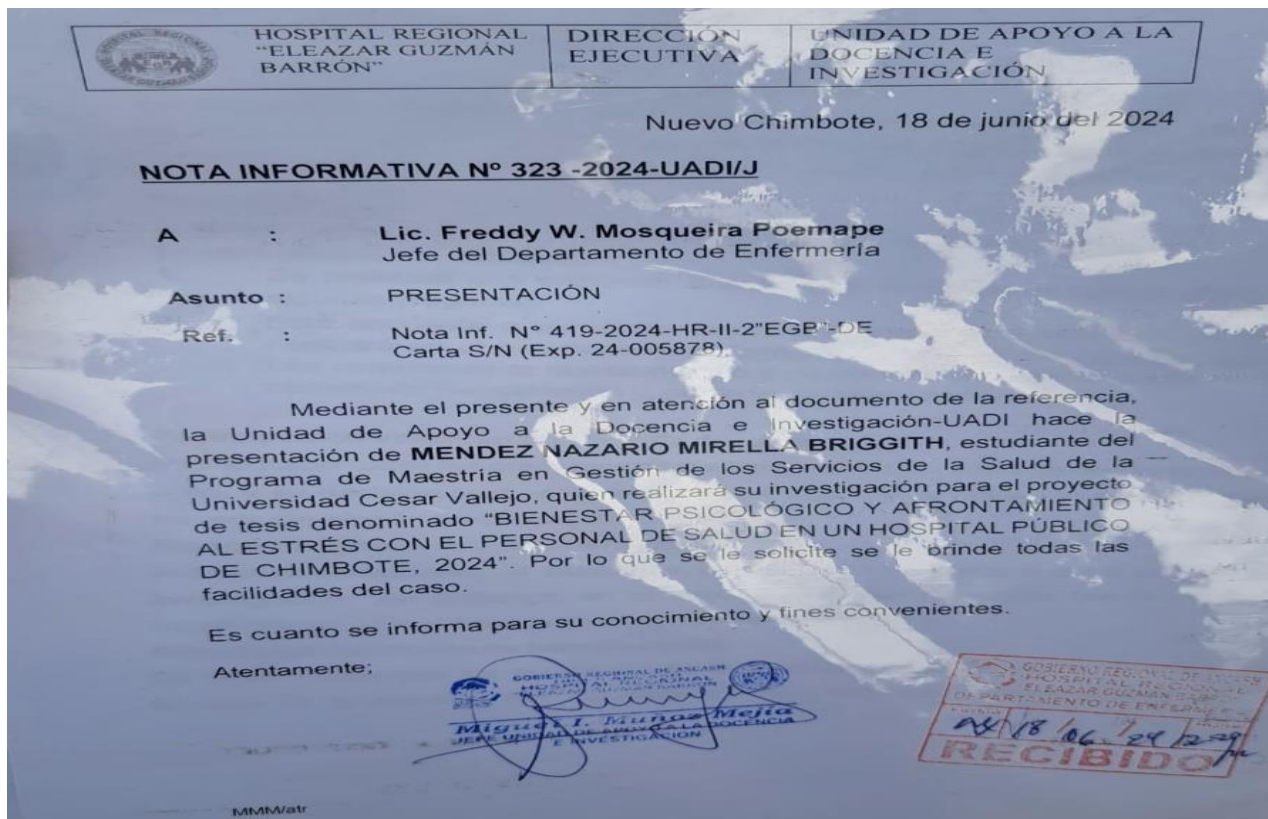 HOSPITAL REGIONAL
"ELEAZAR GUZMÁN
BARRÓN"
DIRECCIÓN
EJECUTIVA
UNIDAD DE APOYO A LA
DOCENCIA E
INVESTIGACIÓN
Nuevo Chimbote, 18 de junio del 2024
NOTA INFORMATIVA Nº 323 -2024-UADI/J
A : Lic. Freddy W. Mosqueira Poemape
Jefe del Departamento de Enfermería
Asunto : PRESENTACIÓN
Ref. : Nota Inf. N° 419-2024-HR-II-2"EGB"-DE
Carta S/N (Exp. 24-005878)
Mediante el presente y en atención al documento de la referencia,
la Unidad de Apoyo a la Docencia e Investigación-UADI hace la
presentación de MENDEZ NAZARIO MIRELLA BRIGGITH, estudiante del
Programa de Maestría en Gestión de los Servicios de la Salud de la
Universidad Cesar Vallejo, quien realizará su investigación para el proyecto
de tesis denominado "BIENESTAR PSICOLÓGICO Y AFRONTAMIENTO
AL ESTRÉS CON EL PERSONAL DE SALUD EN UN HOSPITAL PÚBLICO
DE CHIMBOTE, 2024". Por lo que se le solicite se le brinde todas las
facilidades del caso.
Es cuanto se informa para su conocimiento y fines convenientes.
Atentamente;
GOBIERNO REGIONAL DE ANCASH
HOSPITAL REGIONAL
"ELEAZAR GUZMÁN BARRÓN"
Miguel I. Muñoz Mejía
JEFE UNIDAD DE APOYO A LA DOCENCIA
E INVESTIGACIÓN
GOBIERNO REGIONAL DE ANCASH
HOSPITAL REGIONAL
ELEAZAR GUZMÁN
DEPARTAMENTO DE ENFERMERÍA
18/06/24
RECIBIDO
MMM/atr